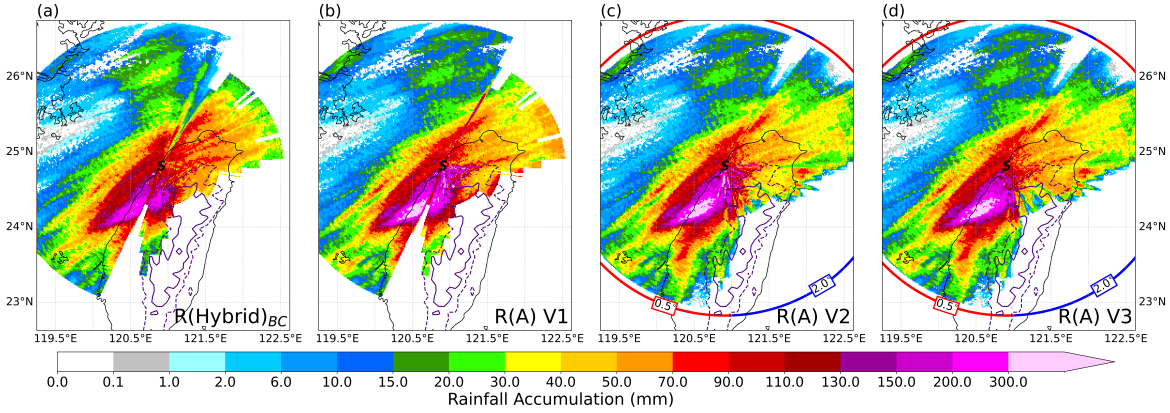 (a) (b) (c) (d)
26°N 26°N
25°N 25°N
24°N 24°N
23°N 23°N
S S S S
0.5° 2.0° 0.5° 2.0°
R(Hybrid)BC R(A) V1 R(A) V2 R(A) V3
119.5°E 120.5°E 121.5°E 122.5°E 119.5°E 120.5°E 121.5°E 122.5°E 119.5°E 120.5°E 121.5°E 122.5°E 119.5°E 120.5°E 121.5°E 122.5°E
0.0 0.1 1.0 2.0 6.0 10.0 15.0 20.0 30.0 40.0 50.0 70.0 90.0 110.0 130.0 150.0 200.0 300.0
Rainfall Accumulation (mm)